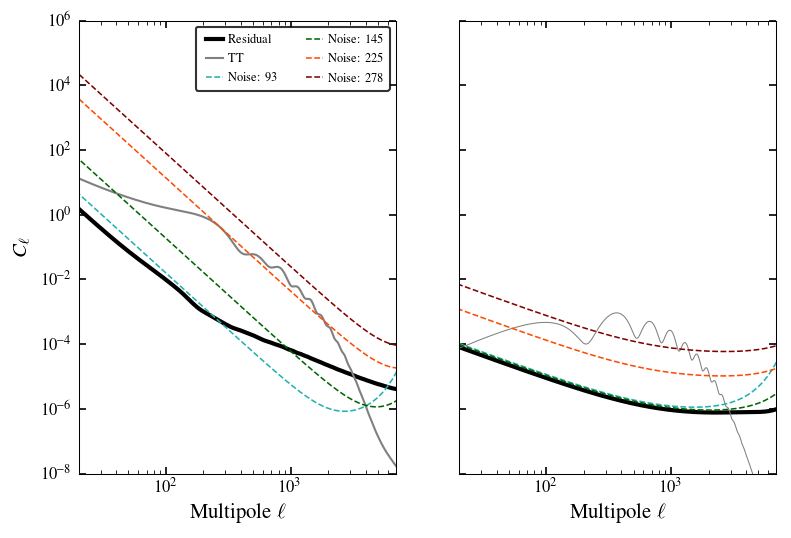 10^6
10^4
10^2
10^0
10^−2
10^−4
10^−6
10^−8
C_ℓ
Residual
TT
Noise: 93
Noise: 145
Noise: 225
Noise: 278
10^2 10^3
Multipole ℓ
10^2 10^3
Multipole ℓ